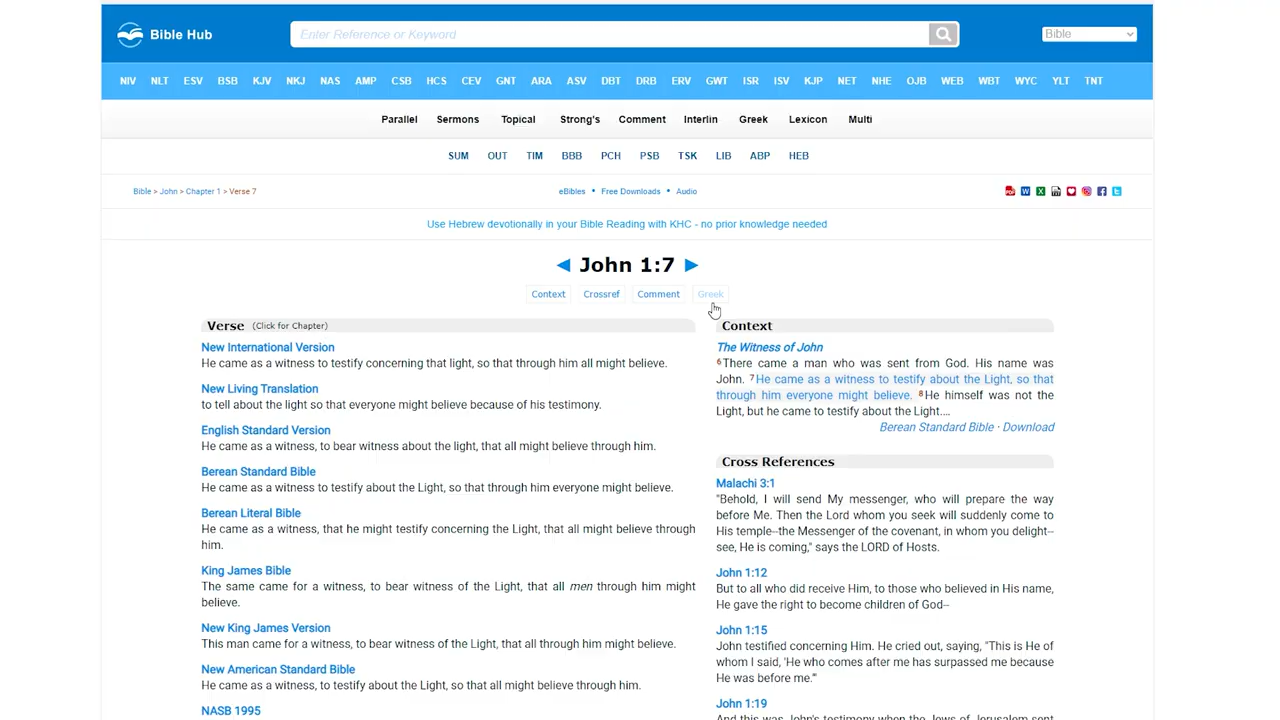 Bible Hub
Enter Reference or Keyword
Bible
NIV NLT ESV BSB KJV NKJ NAS AMP CSB HCS CEV GNT ARA ASV DBT DRB ERV GWT ISR ISV KJP NET NHE OJB WEB WBT WYC YLT TNT
Parallel Sermons Topical Strong's Comment Interlin Greek Lexicon Multi
SUM OUT TIM BBB PCH PSB TSK LIB ABP HEB
Bible > John > Chapter 1 > Verse 7
eBibles • Free Downloads • Audio
Use Hebrew devotionally in your Bible Reading with KHC - no prior knowledge needed
◄ John 1:7 ►
Context Crossref Comment Greek
Verse (Click for Chapter)
New International Version
He came as a witness to testify concerning that light, so that through him all might believe.
New Living Translation
to tell about the light so that everyone might believe because of his testimony.
English Standard Version
He came as a witness, to bear witness about the light, that all might believe through him.
Berean Standard Bible
He came as a witness to testify about the Light, so that through him everyone might believe.
Berean Literal Bible
He came as a witness, that he might testify concerning the Light, that all might believe through
him.
King James Bible
The same came for a witness, to bear witness of the Light, that all men through him might
believe.
New King James Version
This man came for a witness, to bear witness of the Light, that all through him might believe.
New American Standard Bible
He came as a witness, to testify about the Light, so that all might believe through him.
NASB 1995
Context
The Witness of John
6There came a man who was sent from God. His name was
John. 7He came as a witness to testify about the Light, so that
through him everyone might believe. 8He himself was not the
Light, but he came to testify about the Light.…
Berean Standard Bible · Download
Cross References
Malachi 3:1
"Behold, I will send My messenger, who will prepare the way
before Me. Then the Lord whom you seek will suddenly come to
His temple--the Messenger of the covenant, in whom you delight--
see, He is coming," says the LORD of Hosts.
John 1:12
But to all who did receive Him, to those who believed in His name,
He gave the right to become children of God--
John 1:15
John testified concerning Him. He cried out, saying, "This is He of
whom I said, 'He who comes after me has surpassed me because
He was before me.'"
John 1:19
And this was John's testimony when the Jews of Jerusalem sent